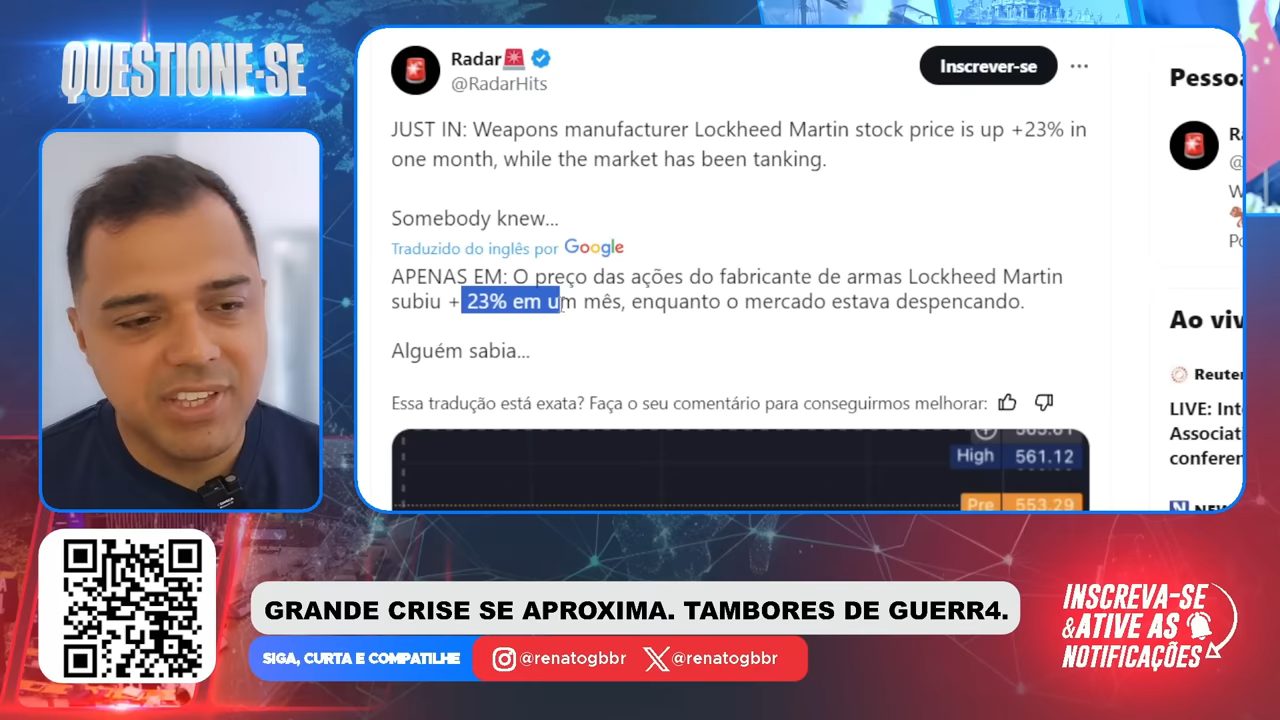 QUESTIONE-SE
Radar
@RadarHits
Inscrever-se
JUST IN: Weapons manufacturer Lockheed Martin stock price is up +23% in
one month, while the market has been tanking.
Somebody knew...
Traduzido do inglês por Google
APENAS EM: O preço das ações do fabricante de armas Lockheed Martin
subiu + 23% em um mês, enquanto o mercado estava despencando.
Alguém sabia...
Essa tradução está exata? Faça o seu comentário para conseguirmos melhorar:
High 561.12
Pre 553.29
Ao viv
LIVE: Int
Associat
conferen
GRANDE CRISE SE APROXIMA. TAMBORES DE GUERR4.
SIGA, CURTA E COMPATILHE
@renatogbbr
@renatogbbr
INSCREVA-SE
&ATIVE AS
NOTIFICAÇÕES